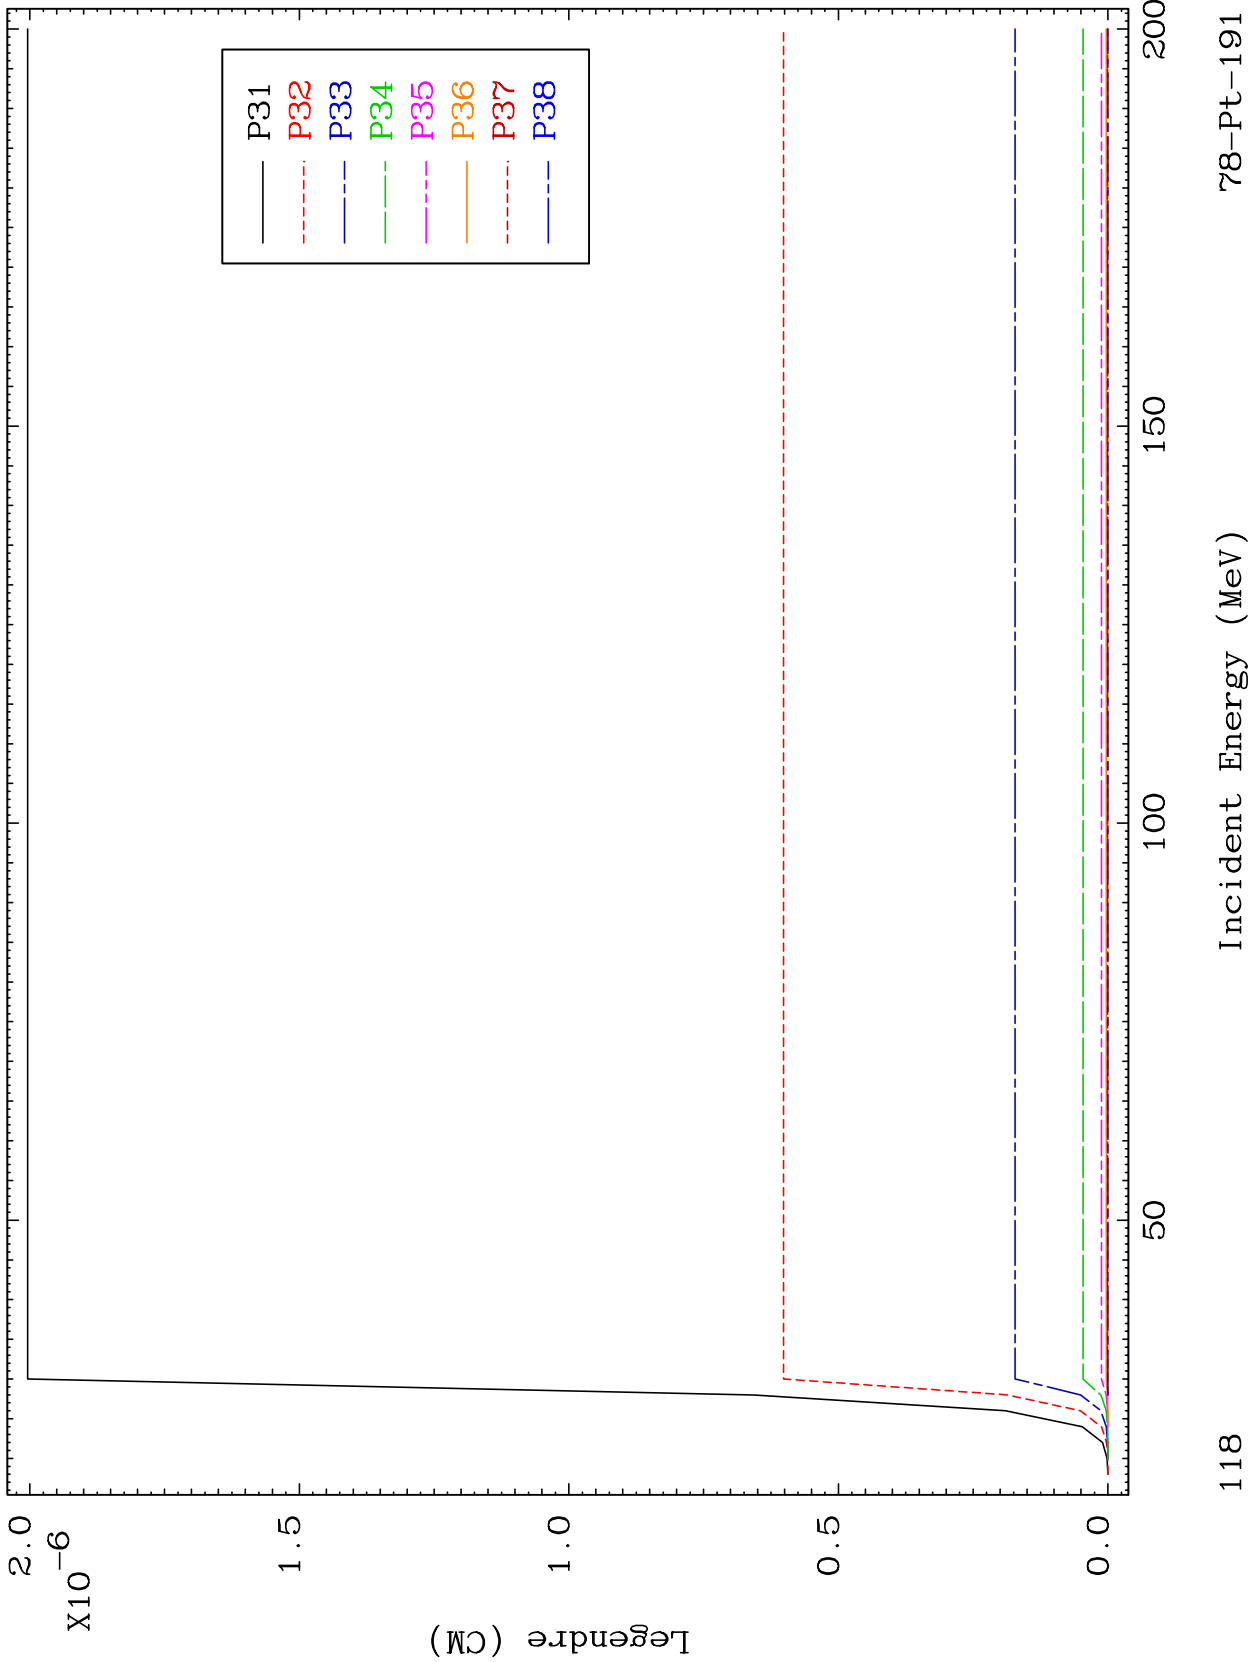 2.0
X10-6
1.5
1.0
0.5
0.0
Legendre (CM)
P31
P32
P33
P34
P35
P36
P37
P38
50
100
150
200
118
Incident Energy (MeV)
78-Pt-191